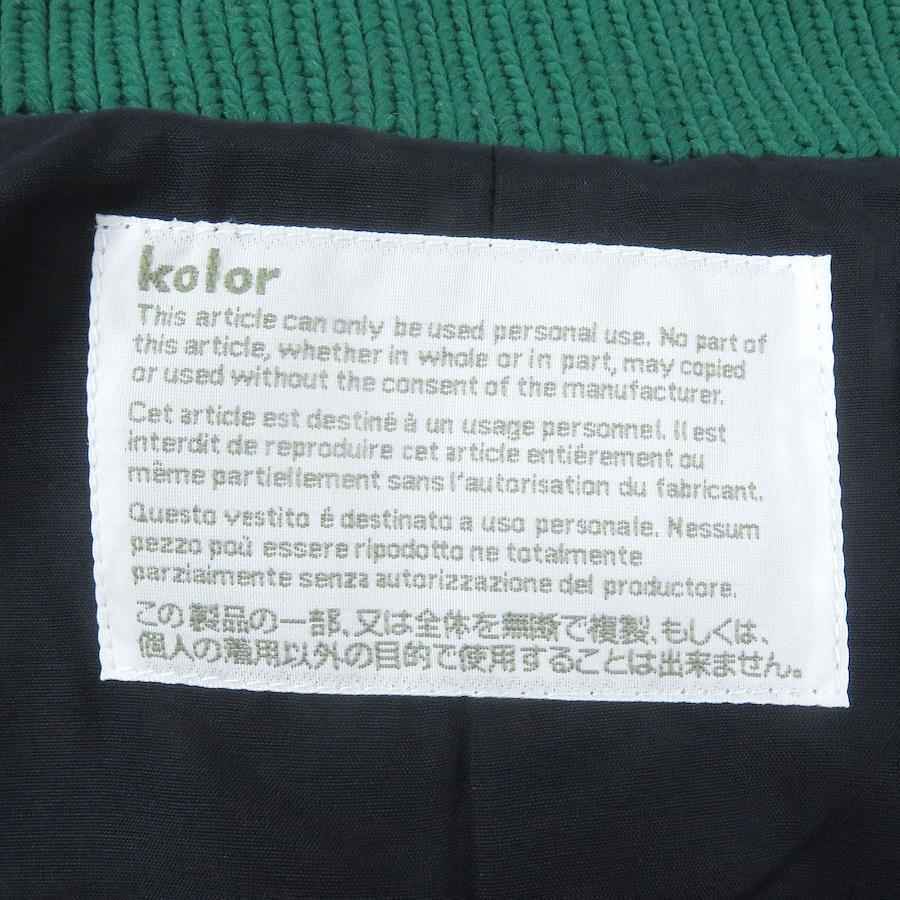 kolor
This article can only be used personal use. No part of
this article, whether in whole or in part, may copied
or used without the consent of the manufacturer.
Cet article est destiné à un usage personnel. Il est
interdit de reproduire cet article entiérement ou
même partiellement sans l'autorisation du fabricant.
Questo vestito é destinato a uso personale. Nessum
pezzo poù essere ripodotto ne totalmente
parzialmente senza autorizzazione del productore.
この製品の一部、又は全体を無断で複製、もしくは、
個人の着用以外の目的で使用することは出来ません。